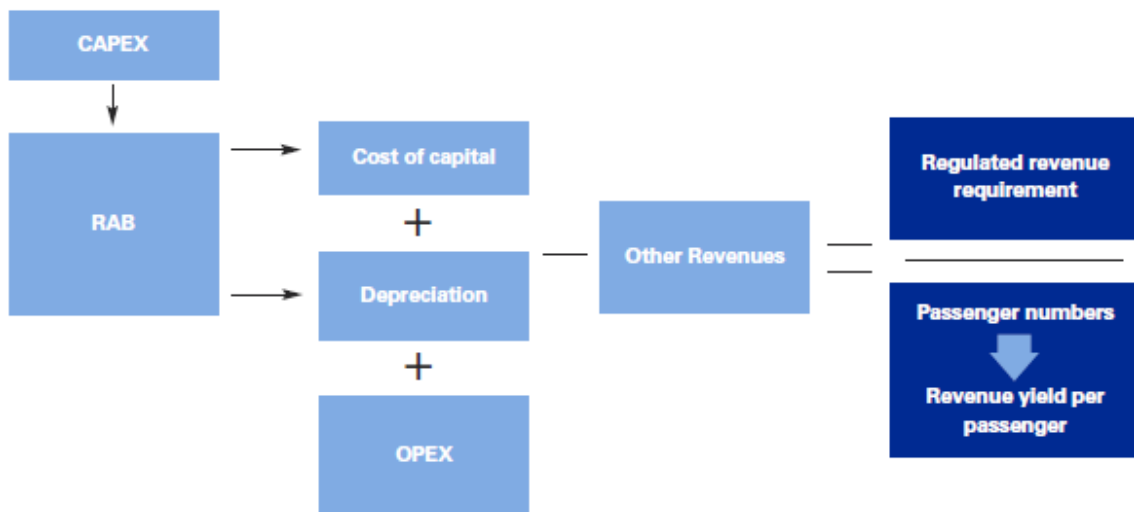 CAPEX
RAB
Cost of capital
+
Depreciation
+
OPEX
Other Revenues
Regulated revenue
requirement
Passenger numbers
Revenue yield per
passenger